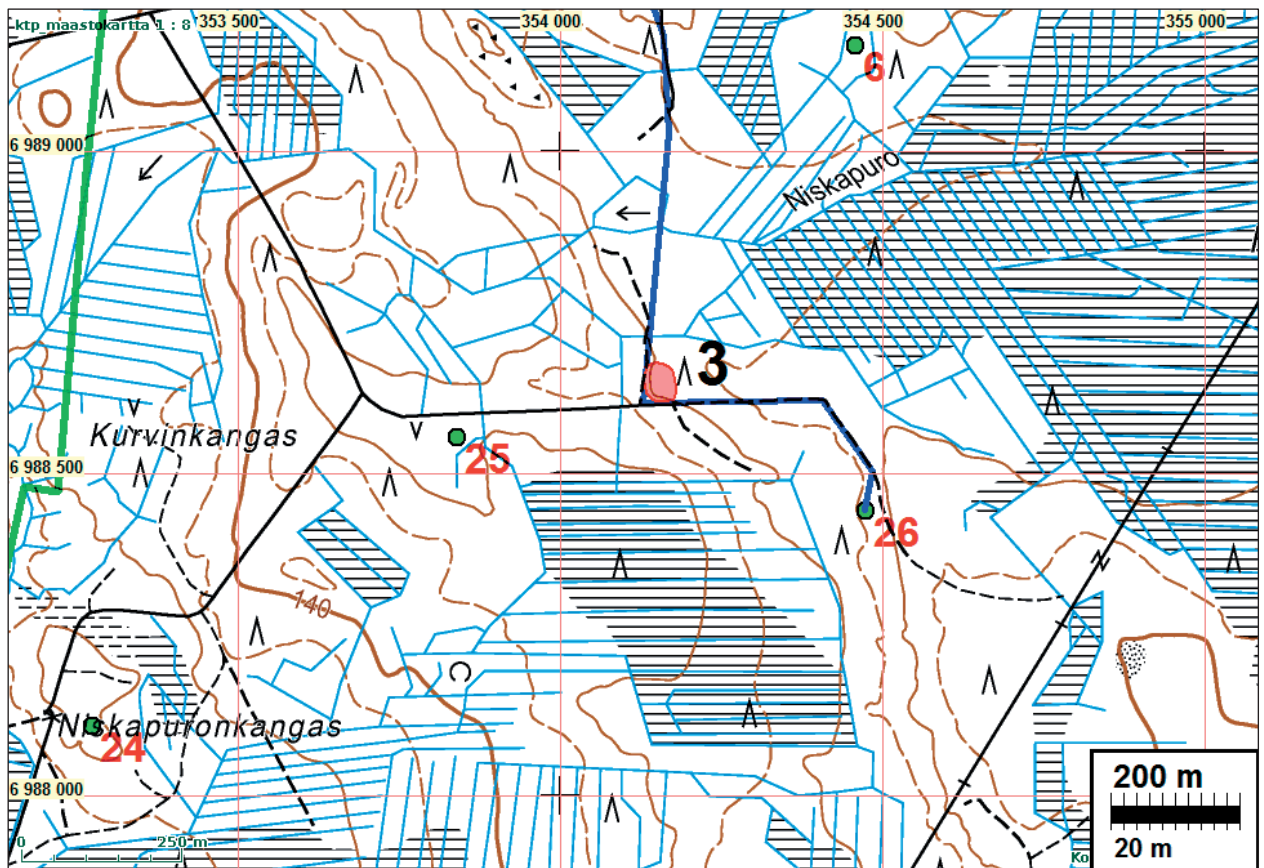 ktp_maastokartta 1 : 8
353 500
354 000
354 500
355 000
6
6 989 000
Niskapuro
3
Kurvinkangas
25
6 988 500
26
140
Niskapuronkangas
24
6 988 000
200 m
20 m
0
250 m
Ko